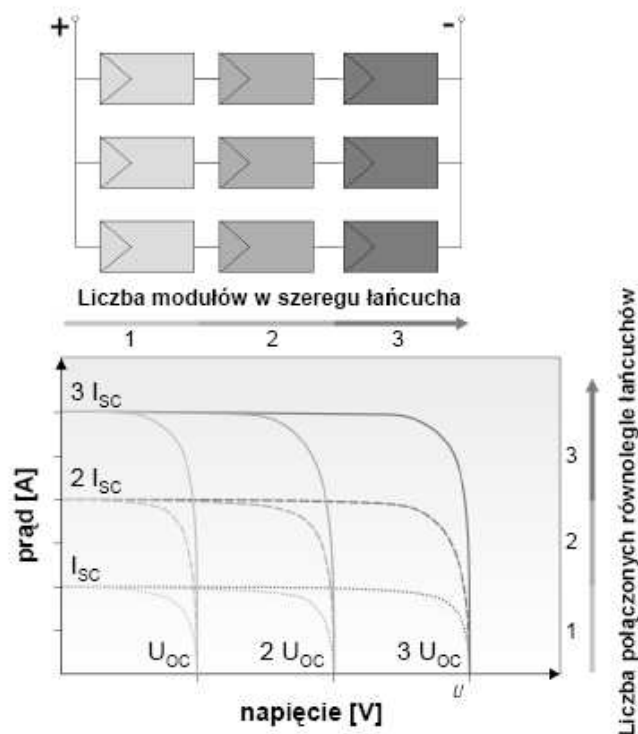 + -
Liczba modułów w szeregu łańcucha
1 2 3
3 I_SC
2 I_SC
I_SC
prąd [A]
U_OC 2 U_OC 3 U_OC
U
napięcie [V]
3
2
1
Liczba połączonych równolegle łańcuchów